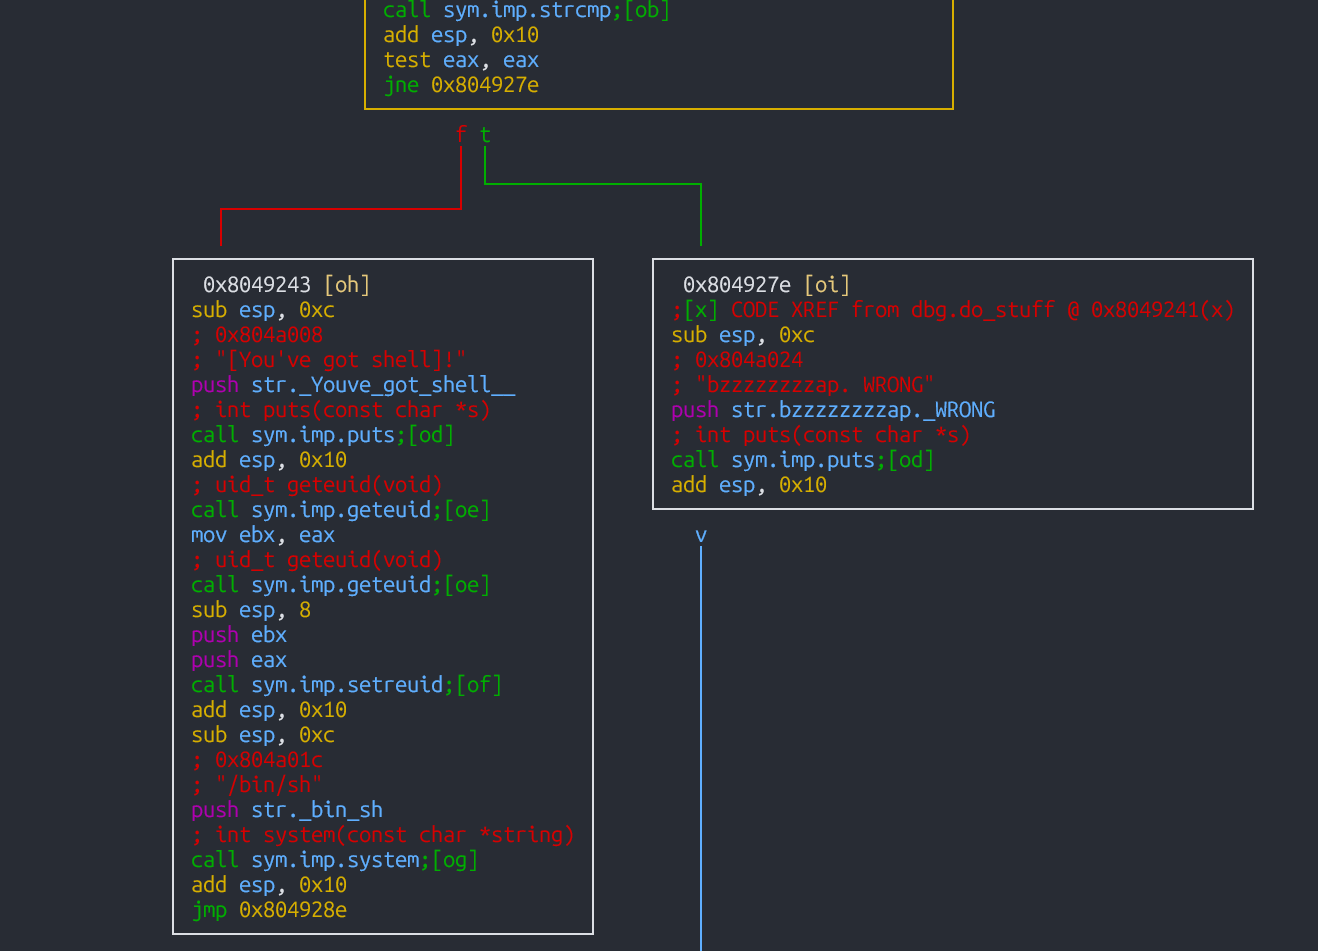 call sym.imp.strcmp;[ob]
add esp, 0x10
test eax, eax
jne 0x804927e
f t
0x8049243 [oh]
sub esp, 0xc
; 0x804a008
; "[You've got shell]!"
push str._Youve_got_shell__
; int puts(const char *s)
call sym.imp.puts;[od]
add esp, 0x10
; uid_t geteuid(void)
call sym.imp.geteuid;[oe]
mov ebx, eax
; uid_t geteuid(void)
call sym.imp.geteuid;[oe]
sub esp, 8
push ebx
push eax
call sym.imp.setreuid;[of]
add esp, 0x10
sub esp, 0xc
; 0x804a01c
; "/bin/sh"
push str._bin_sh
; int system(const char *string)
call sym.imp.system;[og]
add esp, 0x10
jmp 0x804928e
0x804927e [oi]
;[x] CODE XREF from dbg.do_stuff @ 0x8049241(x)
sub esp, 0xc
; 0x804a024
; "bzzzzzzzzap. WRONG"
push str.bzzzzzzzzap._WRONG
; int puts(const char *s)
call sym.imp.puts;[od]
add esp, 0x10
v